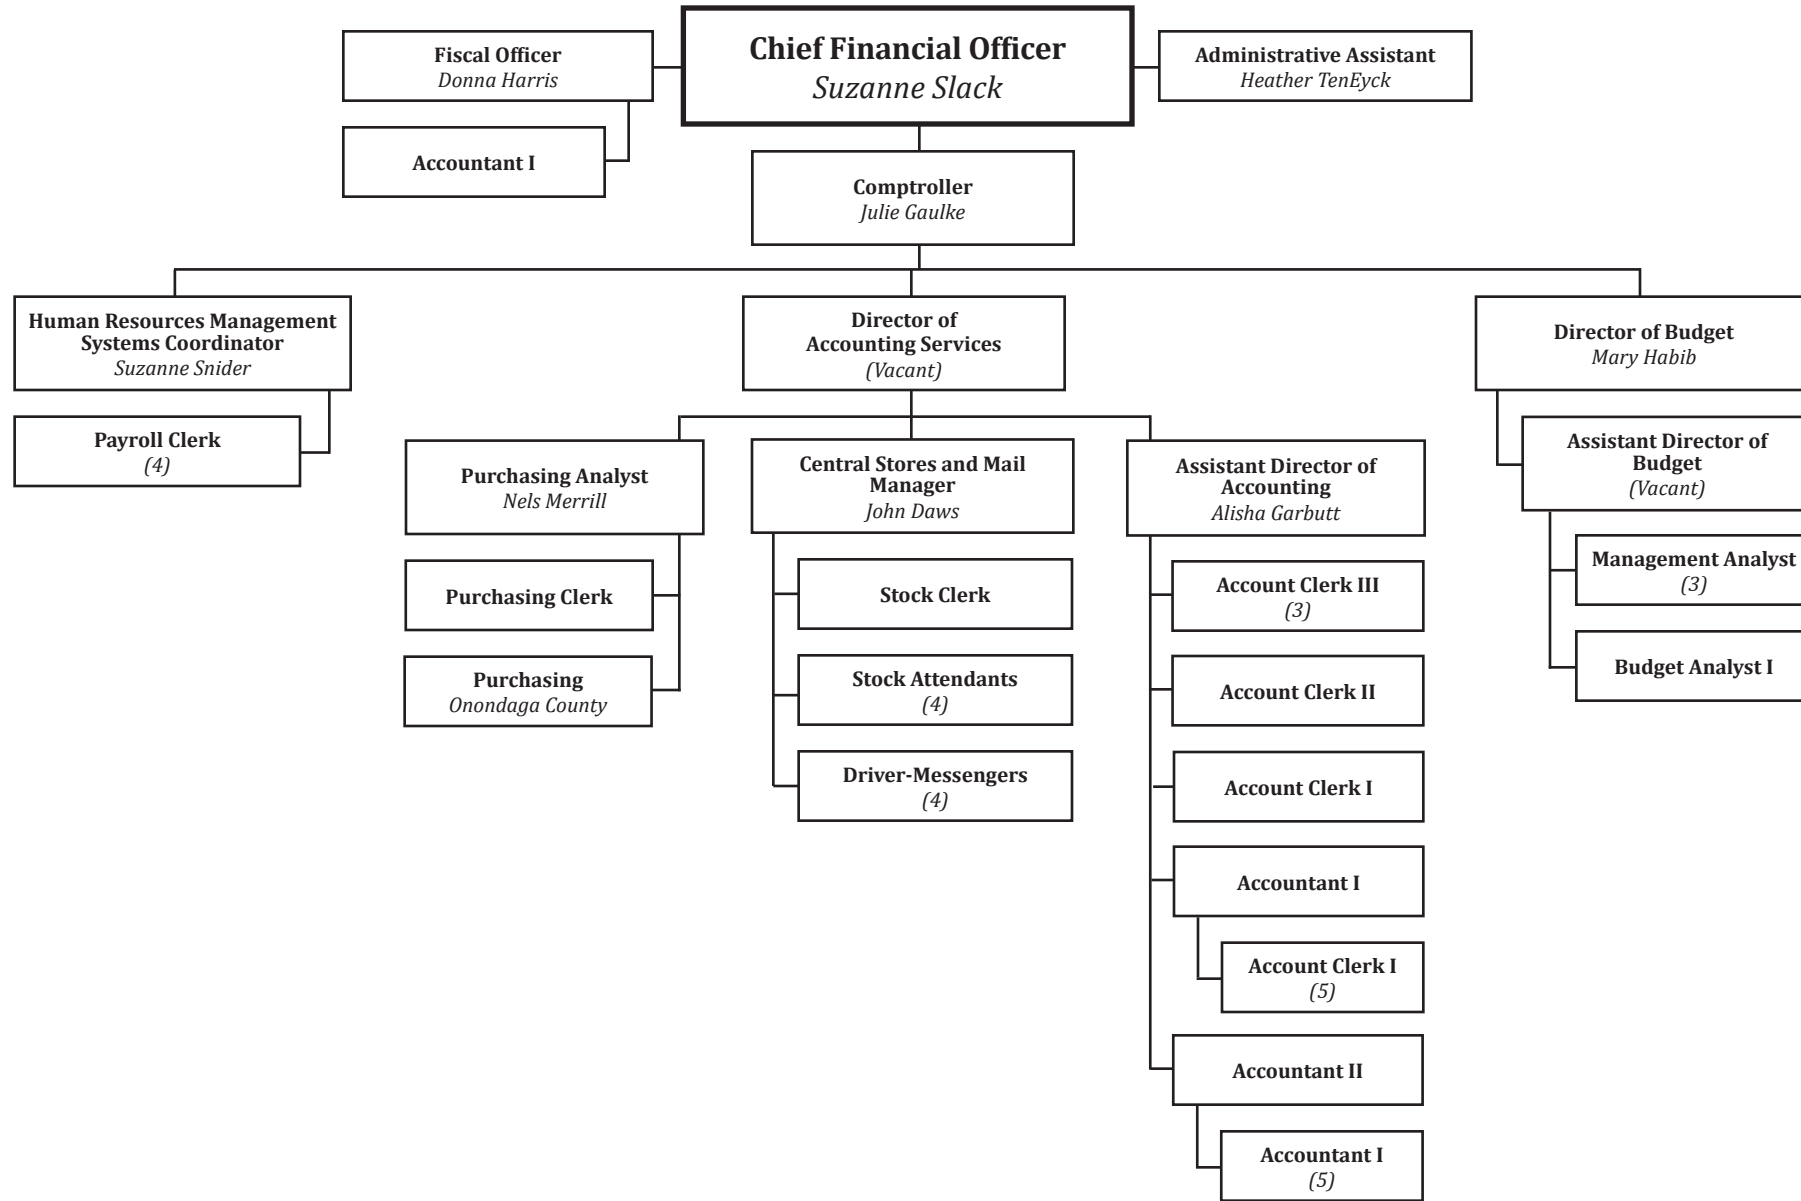 Chief Financial Officer
Suzanne Slack
Fiscal Officer
Donna Harris
Administrative Assistant
Heather TenEyck
Accountant I
Comptroller
Julie Gaulke
Human Resources Management
Systems Coordinator
Suzanne Snider
Payroll Clerk
(4)
Director of
Accounting Services
(Vacant)
Purchasing Analyst
Nels Merrill
Purchasing Clerk
Purchasing
Onondaga County
Central Stores and Mail
Manager
John Daws
Stock Clerk
Stock Attendants
(4)
Driver-Messengers
(4)
Assistant Director of
Accounting
Alisha Garbutt
Account Clerk III
(3)
Account Clerk II
Account Clerk I
Accountant I
Account Clerk I
(5)
Accountant II
Accountant I
(5)
Director of Budget
Mary Habib
Assistant Director of
Budget
(Vacant)
Management Analyst
(3)
Budget Analyst I